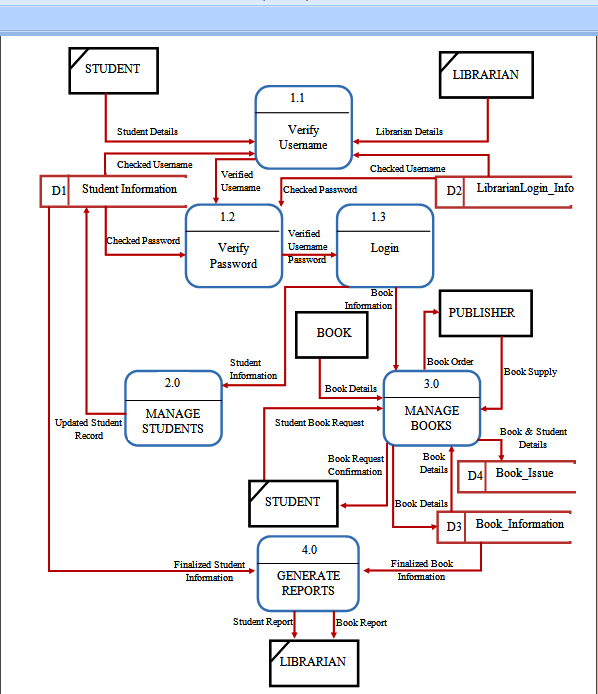 STUDENT
LIBRARIAN
1.1
Verify
Username
Student Details
Librarian Details
Checked Username
Checked Username
D1
Student Information
Verified
Username
Checked Password
D2
LibrarianLogin_Info
1.2
Verify
Password
Checked Password
Verified
Username
Password
1.3
Login
Book
Information
BOOK
PUBLISHER
Student
Information
Book Order
Book Supply
2.0
MANAGE
STUDENTS
Book Details
3.0
MANAGE
BOOKS
Updated Student
Record
Student Book Request
Book & Student
Details
Book Request
Confirmation
Book
Details
D4
Book_Issue
STUDENT
Book Details
D3
Book_Information
4.0
GENERATE
REPORTS
Finalized Student
Information
Finalized Book
Information
Student Report
Book Report
LIBRARIAN